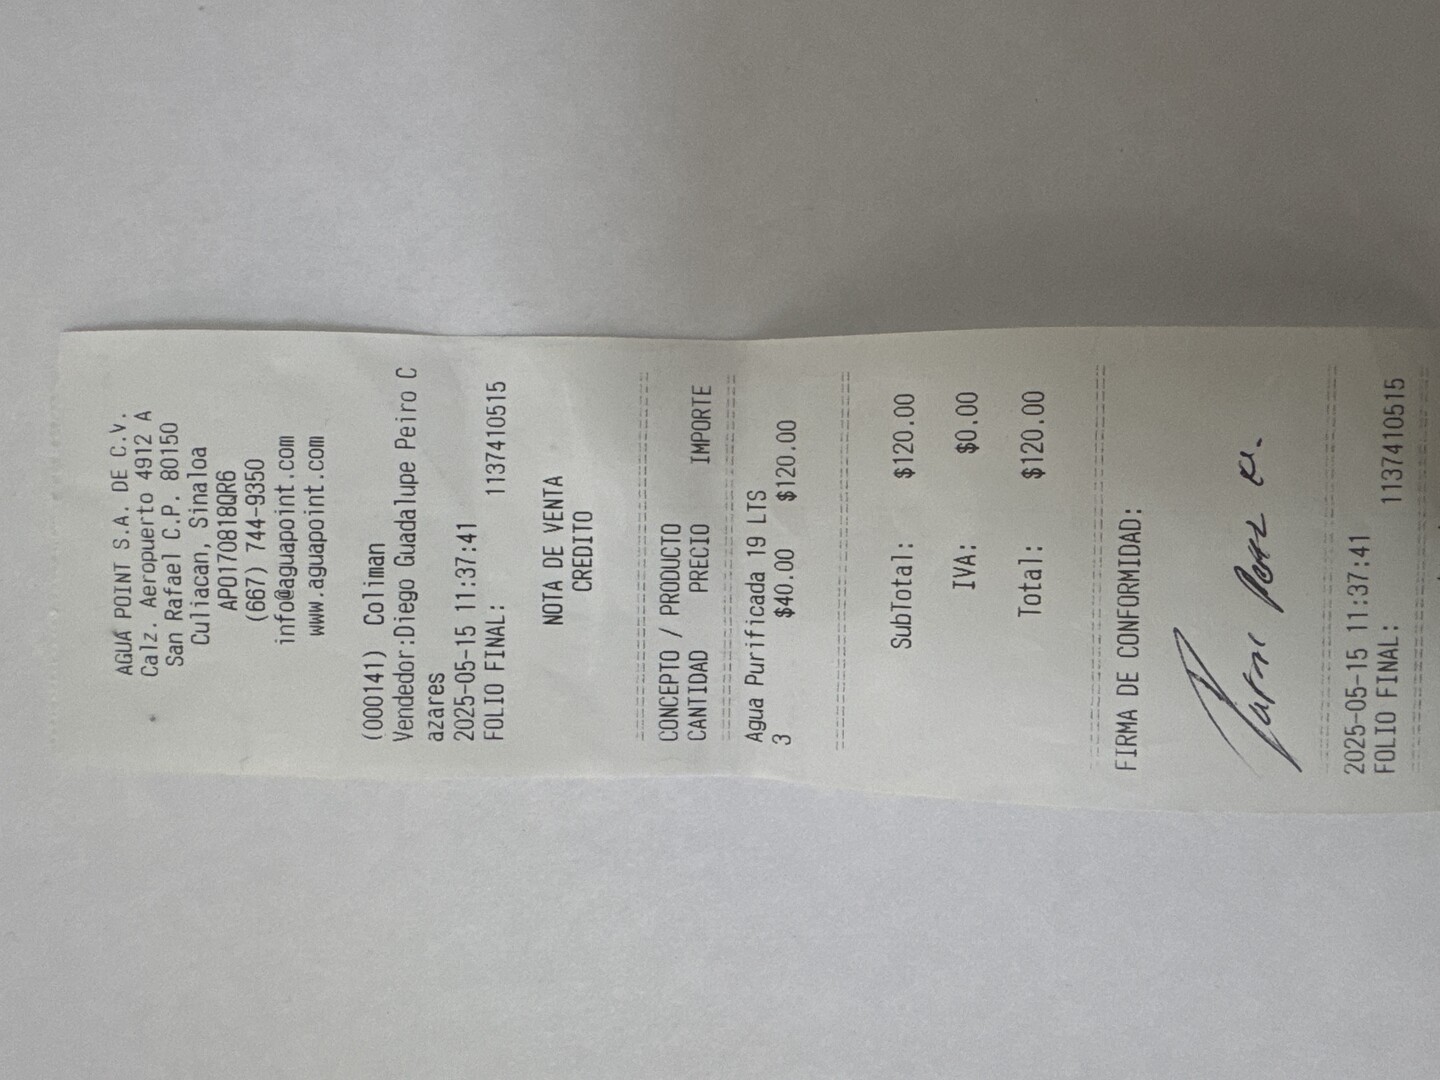 AGUA POINT S.A. DE C.V.
Calz. Aeropuerto 4912 A
San Rafael C.P. 80150
Culiacan, Sinaloa
APO170818QR6
(667) 744-9350
info@aguapoint.com
www.aguapoint.com
(000141) Coliman
Vendedor:Diego Guadalupe Peiro C
azares
2025-05-15 11:37:41
FOLIO FINAL: 1137410515
NOTA DE VENTA
CREDITO
CONCEPTO / PRODUCTO
CANTIDAD PRECIO IMPORTE
Agua Purificada 19 LTS
3 $40.00 $120.00
SubTotal: $120.00
IVA: $0.00
Total: $120.00
FIRMA DE CONFORMIDAD:
2025-05-15 11:37:41
FOLIO FINAL: 1137410515